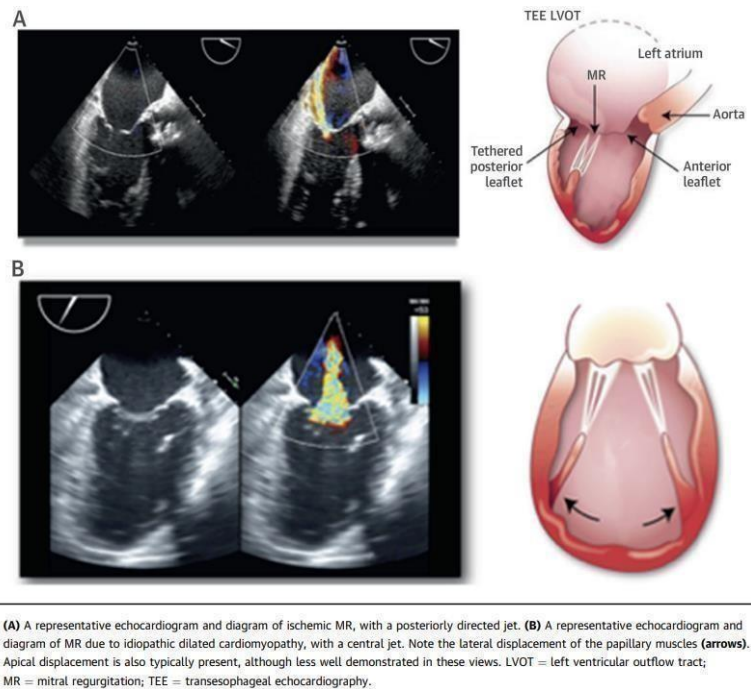 A
TEE LVOT
Left atrium
MR
Aorta
Tethered
posterior
leaflet
Anterior
leaflet
B
(A) A representative echocardiogram and diagram of ischemic MR, with a posteriorly directed jet. (B) A representative echocardiogram and
diagram of MR due to idiopathic dilated cardiomyopathy, with a central jet. Note the lateral displacement of the papillary muscles (arrows).
Apical displacement is also typically present, although less well demonstrated in these views. LVOT = left ventricular outflow tract;
MR = mitral regurgitation; TEE = transesophageal echocardiography.